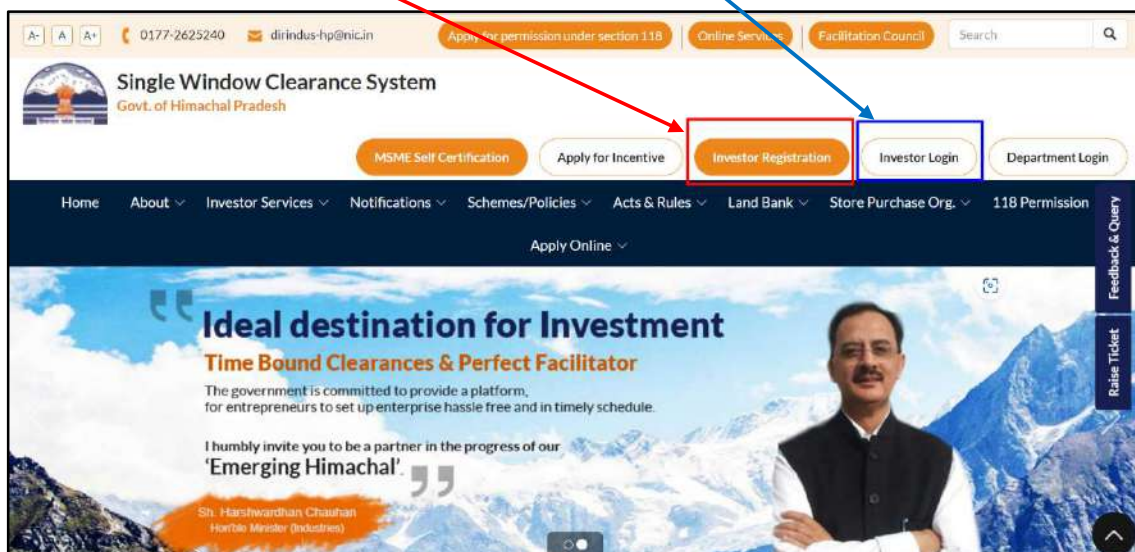 A- A A+ 0177-2625240 dirindus-hp@nic.in Apply for permission under section 118 Online Services Facilitation Council Search
Single Window Clearance System
Govt. of Himachal Pradesh
MSME Self Certification Apply for Incentive Investor Registration Investor Login Department Login
Home About Investor Services Notifications Schemes/Policies Acts & Rules Land Bank Store Purchase Org. 118 Permission
Apply Online
Feedback & Query
Raise Ticket
Ideal destination for Investment
Time Bound Clearances & Perfect Facilitator
The government is committed to provide a platform,
for entrepreneurs to set up enterprise hassie free and in timely schedule.
I humbly invite you to be a partner in the progress of our
'Emerging Himachal'.
Sh. Harshwardhan Chauhan
Hon'ble Minister (Industries)